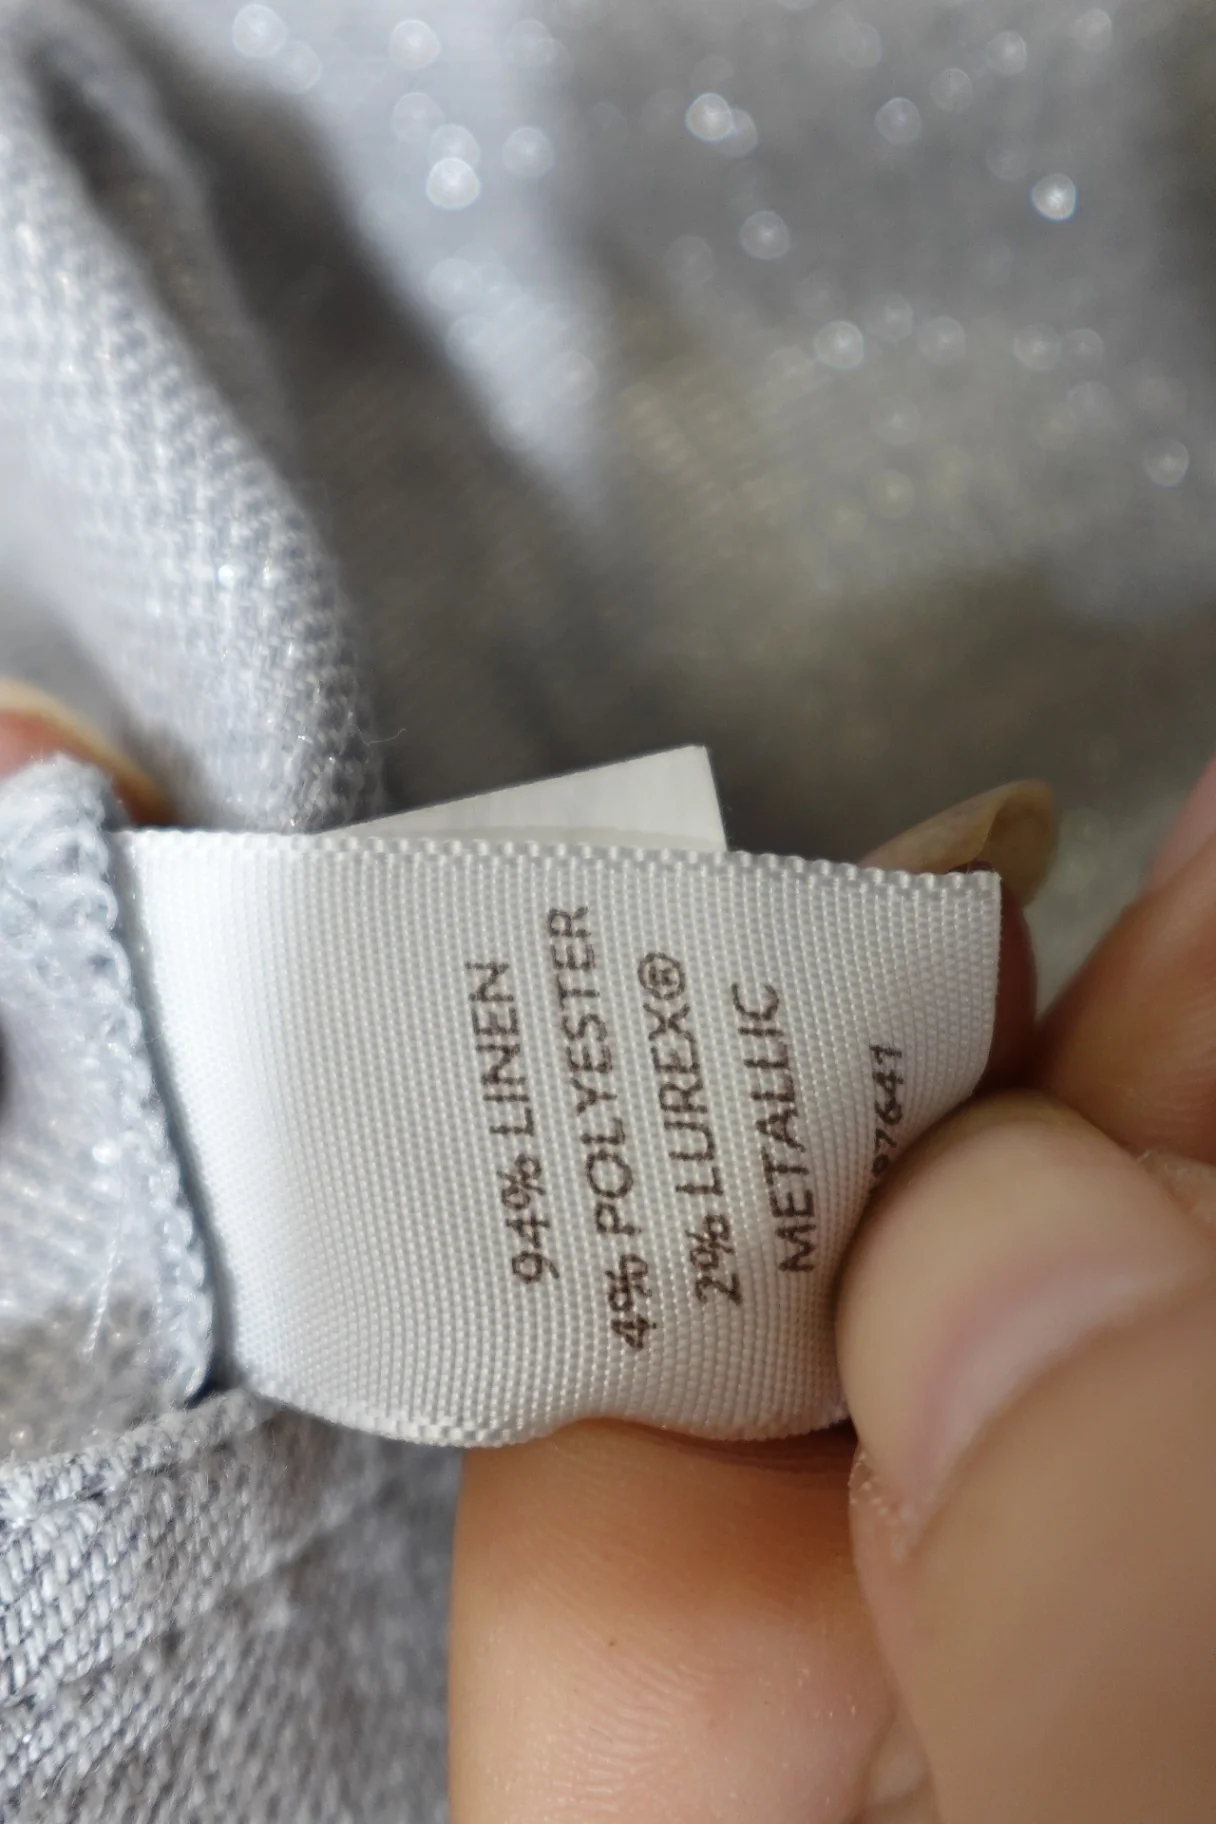 94% LINEN
4% POLYESTER
2% LUREX®
METALLIC